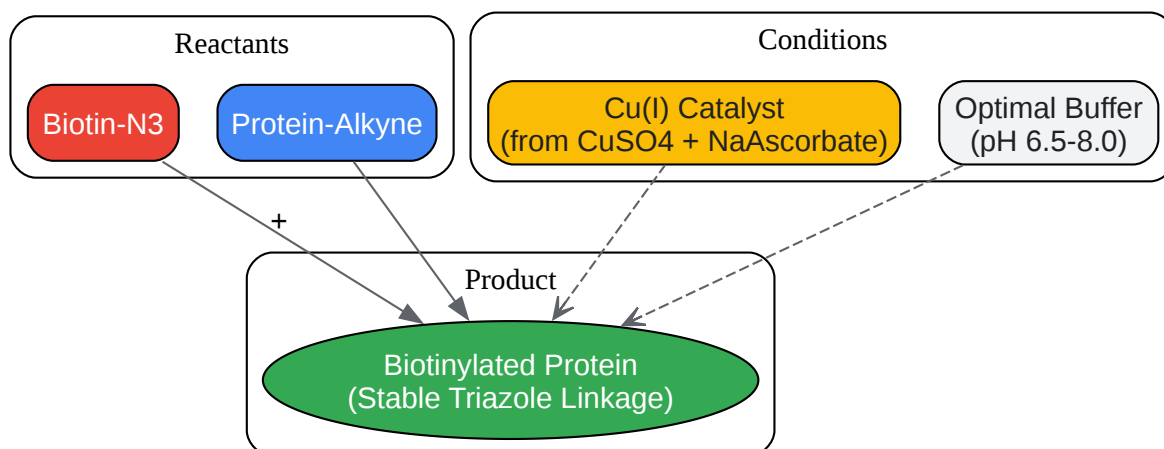 Reactants
Conditions
Biotin-N3
Protein-Alkyne
Cu(I) Catalyst
(from CuSO4 + NaAscorbate)
Optimal Buffer
(pH 6.5-8.0)
+
Product
Biotinylated Protein
(Stable Triazole Linkage)